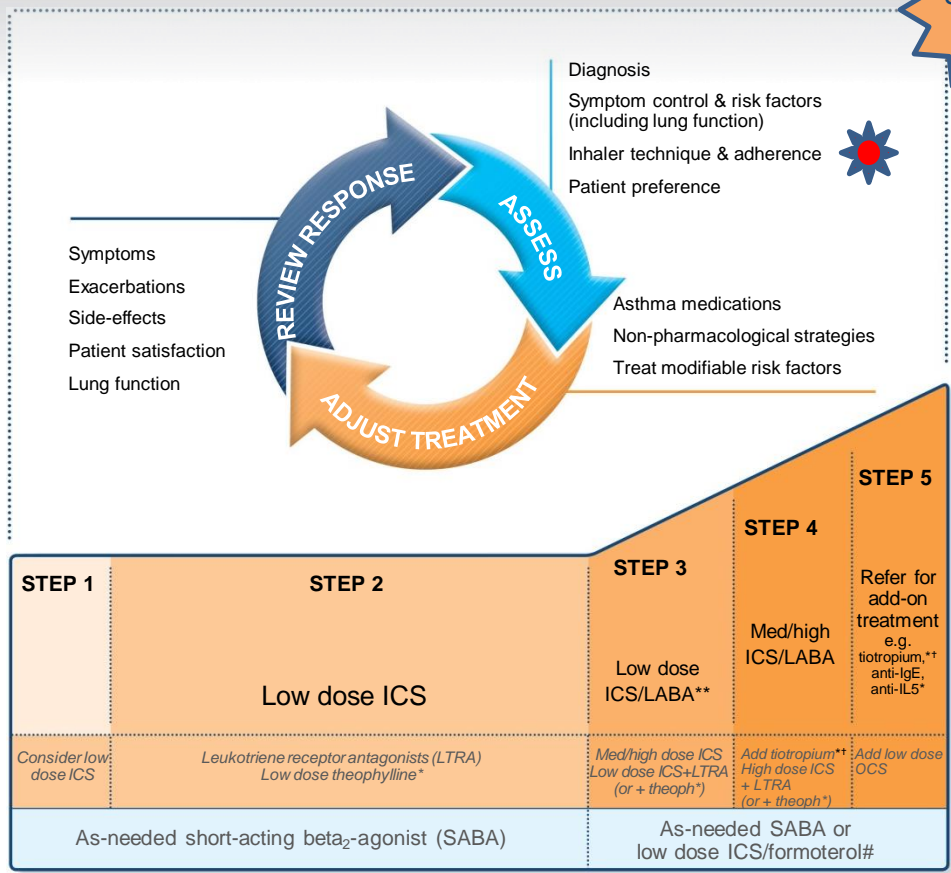 Diagnosis
Symptom control & risk factors
(including lung function)
Inhaler technique & adherence
Patient preference
REVIEW RESPONSE
ASSESS
ADJUST TREATMENT
Symptoms
Exacerbations
Side-effects
Patient satisfaction
Lung function
Asthma medications
Non-pharmacological strategies
Treat modifiable risk factors
STEP 1
STEP 2
Low dose ICS
STEP 3
Low dose
ICS/LABA**
STEP 4
Med/high
ICS/LABA
STEP 5
Refer for
add-on
treatment
e.g.
tiotropium,*†
anti-IgE,
anti-IL5*
Consider low
dose ICS
Leukotriene receptor antagonists (LTRA)
Low dose theophylline*
Med/high dose ICS
Low dose ICS+LTRA
(or + theoph*)
Add tiotropium*†
High dose ICS
+ LTRA
(or + theoph*)
Add low dose
OCS
As-needed short-acting beta₂-agonist (SABA)
As-needed SABA or
low dose ICS/formoterol#